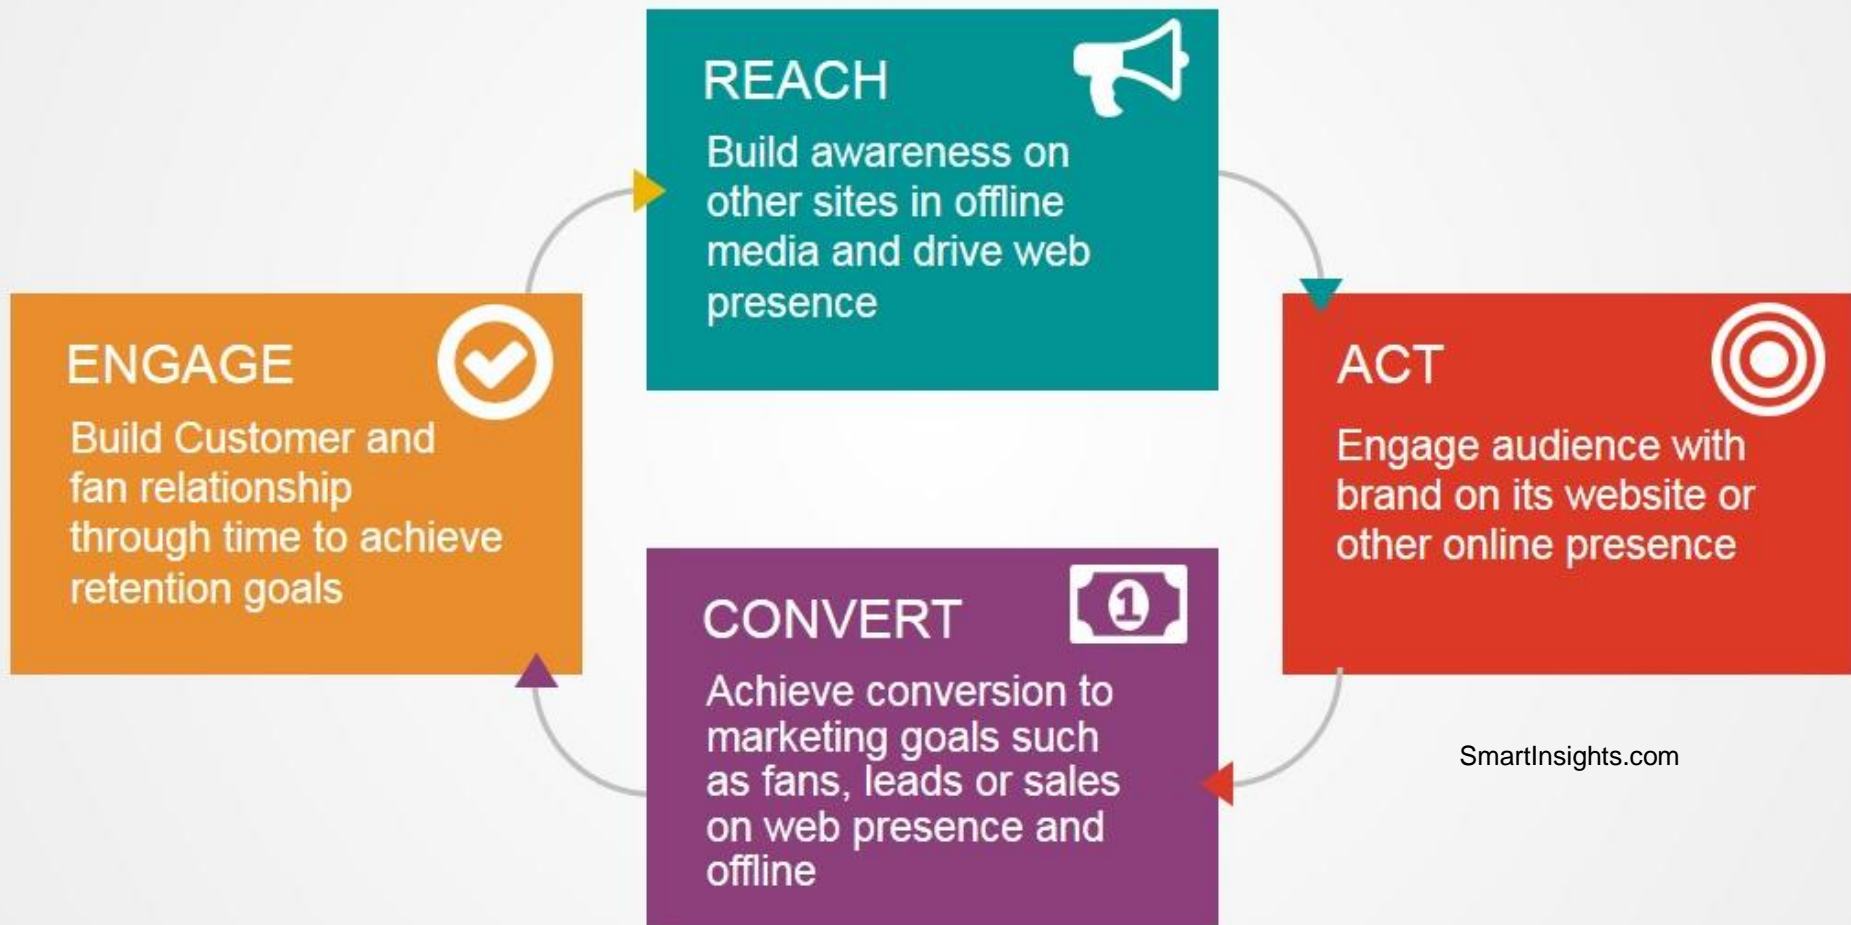 REACH
Build awareness on
other sites in offline
media and drive web
presence
ACT
Engage audience with
brand on its website or
other online presence
CONVERT
1
Achieve conversion to
marketing goals such
as fans, leads or sales
on web presence and
offline
ENGAGE
Build Customer and
fan relationship
through time to achieve
retention goals
SmartInsights.com